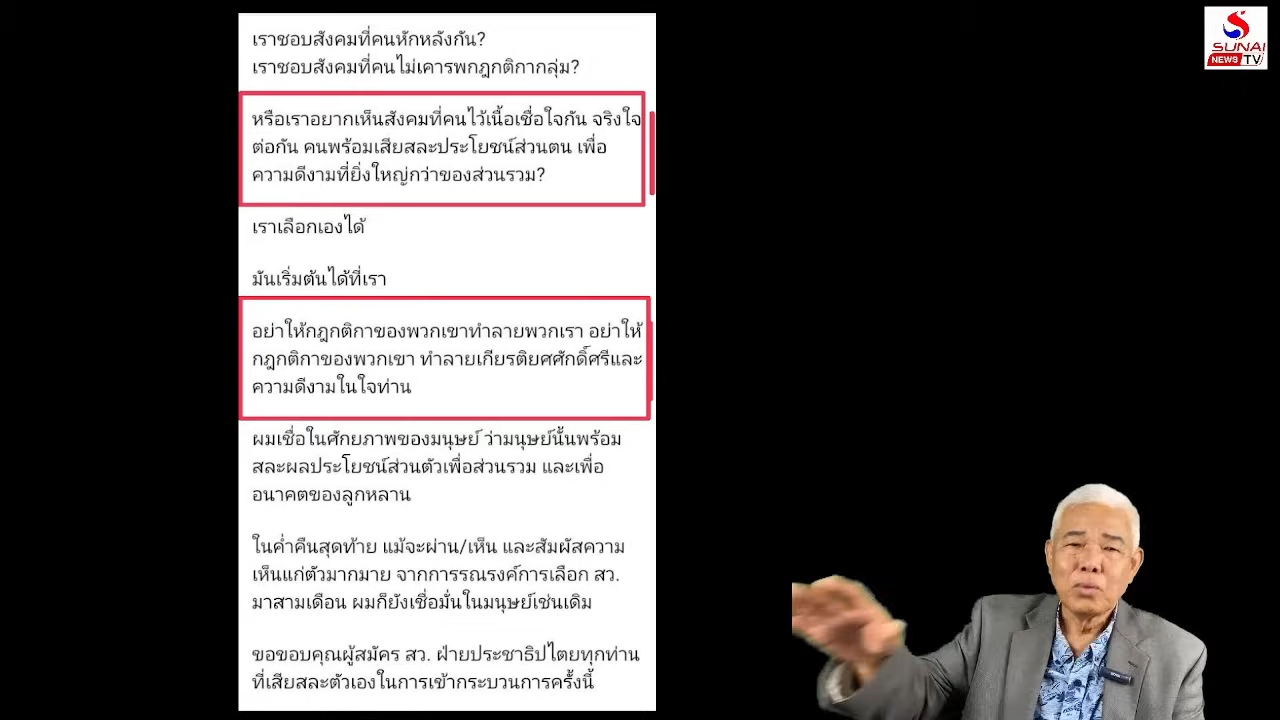 เราชอบสังคมที่คนหักหลังกัน?
เราชอบสังคมที่คนไม่เคารพกฎกติกากลุ่ม?
หรือเราอยากเห็นสังคมที่คนไว้เนื้อเชื่อใจกัน จริงใจ
ต่อกัน คนพร้อมเสียสละประโยชน์ส่วนตน เพื่อ
ความดีงามที่ยิ่งใหญ่กว่าของส่วนรวม?
เราเลือกเองได้
มันเริ่มต้นได้ที่เรา
อย่าให้กฎกติกาของพวกเขาทำลายพวกเรา อย่าให้
กฎกติกาของพวกเขา ทำลายเกียรติยศศักดิ์ศรีและ
ความดีงามในใจท่าน
ผมเชื่อในศักยภาพของมนุษย์ ว่ามนุษย์นั้นพร้อม
สละผลประโยชน์ส่วนตัวเพื่อส่วนรวม และเพื่อ
อนาคตของลูกหลาน
ในค่ำคืนสุดท้าย แม้จะผ่าน/เห็น และสัมผัสความ
เห็นแก่ตัวมากมาย จากการรณรงค์การเลือก สว.
มาสามเดือน ผมก็ยังเชื่อมั่นในมนุษย์เช่นเดิม
ขอขอบคุณผู้สมัคร สว. ฝ่ายประชาธิปไตยทุกท่าน
ที่เสียสละตัวเองในการเข้ากระบวนการครั้งนี้
SUNAI
NEWS TV